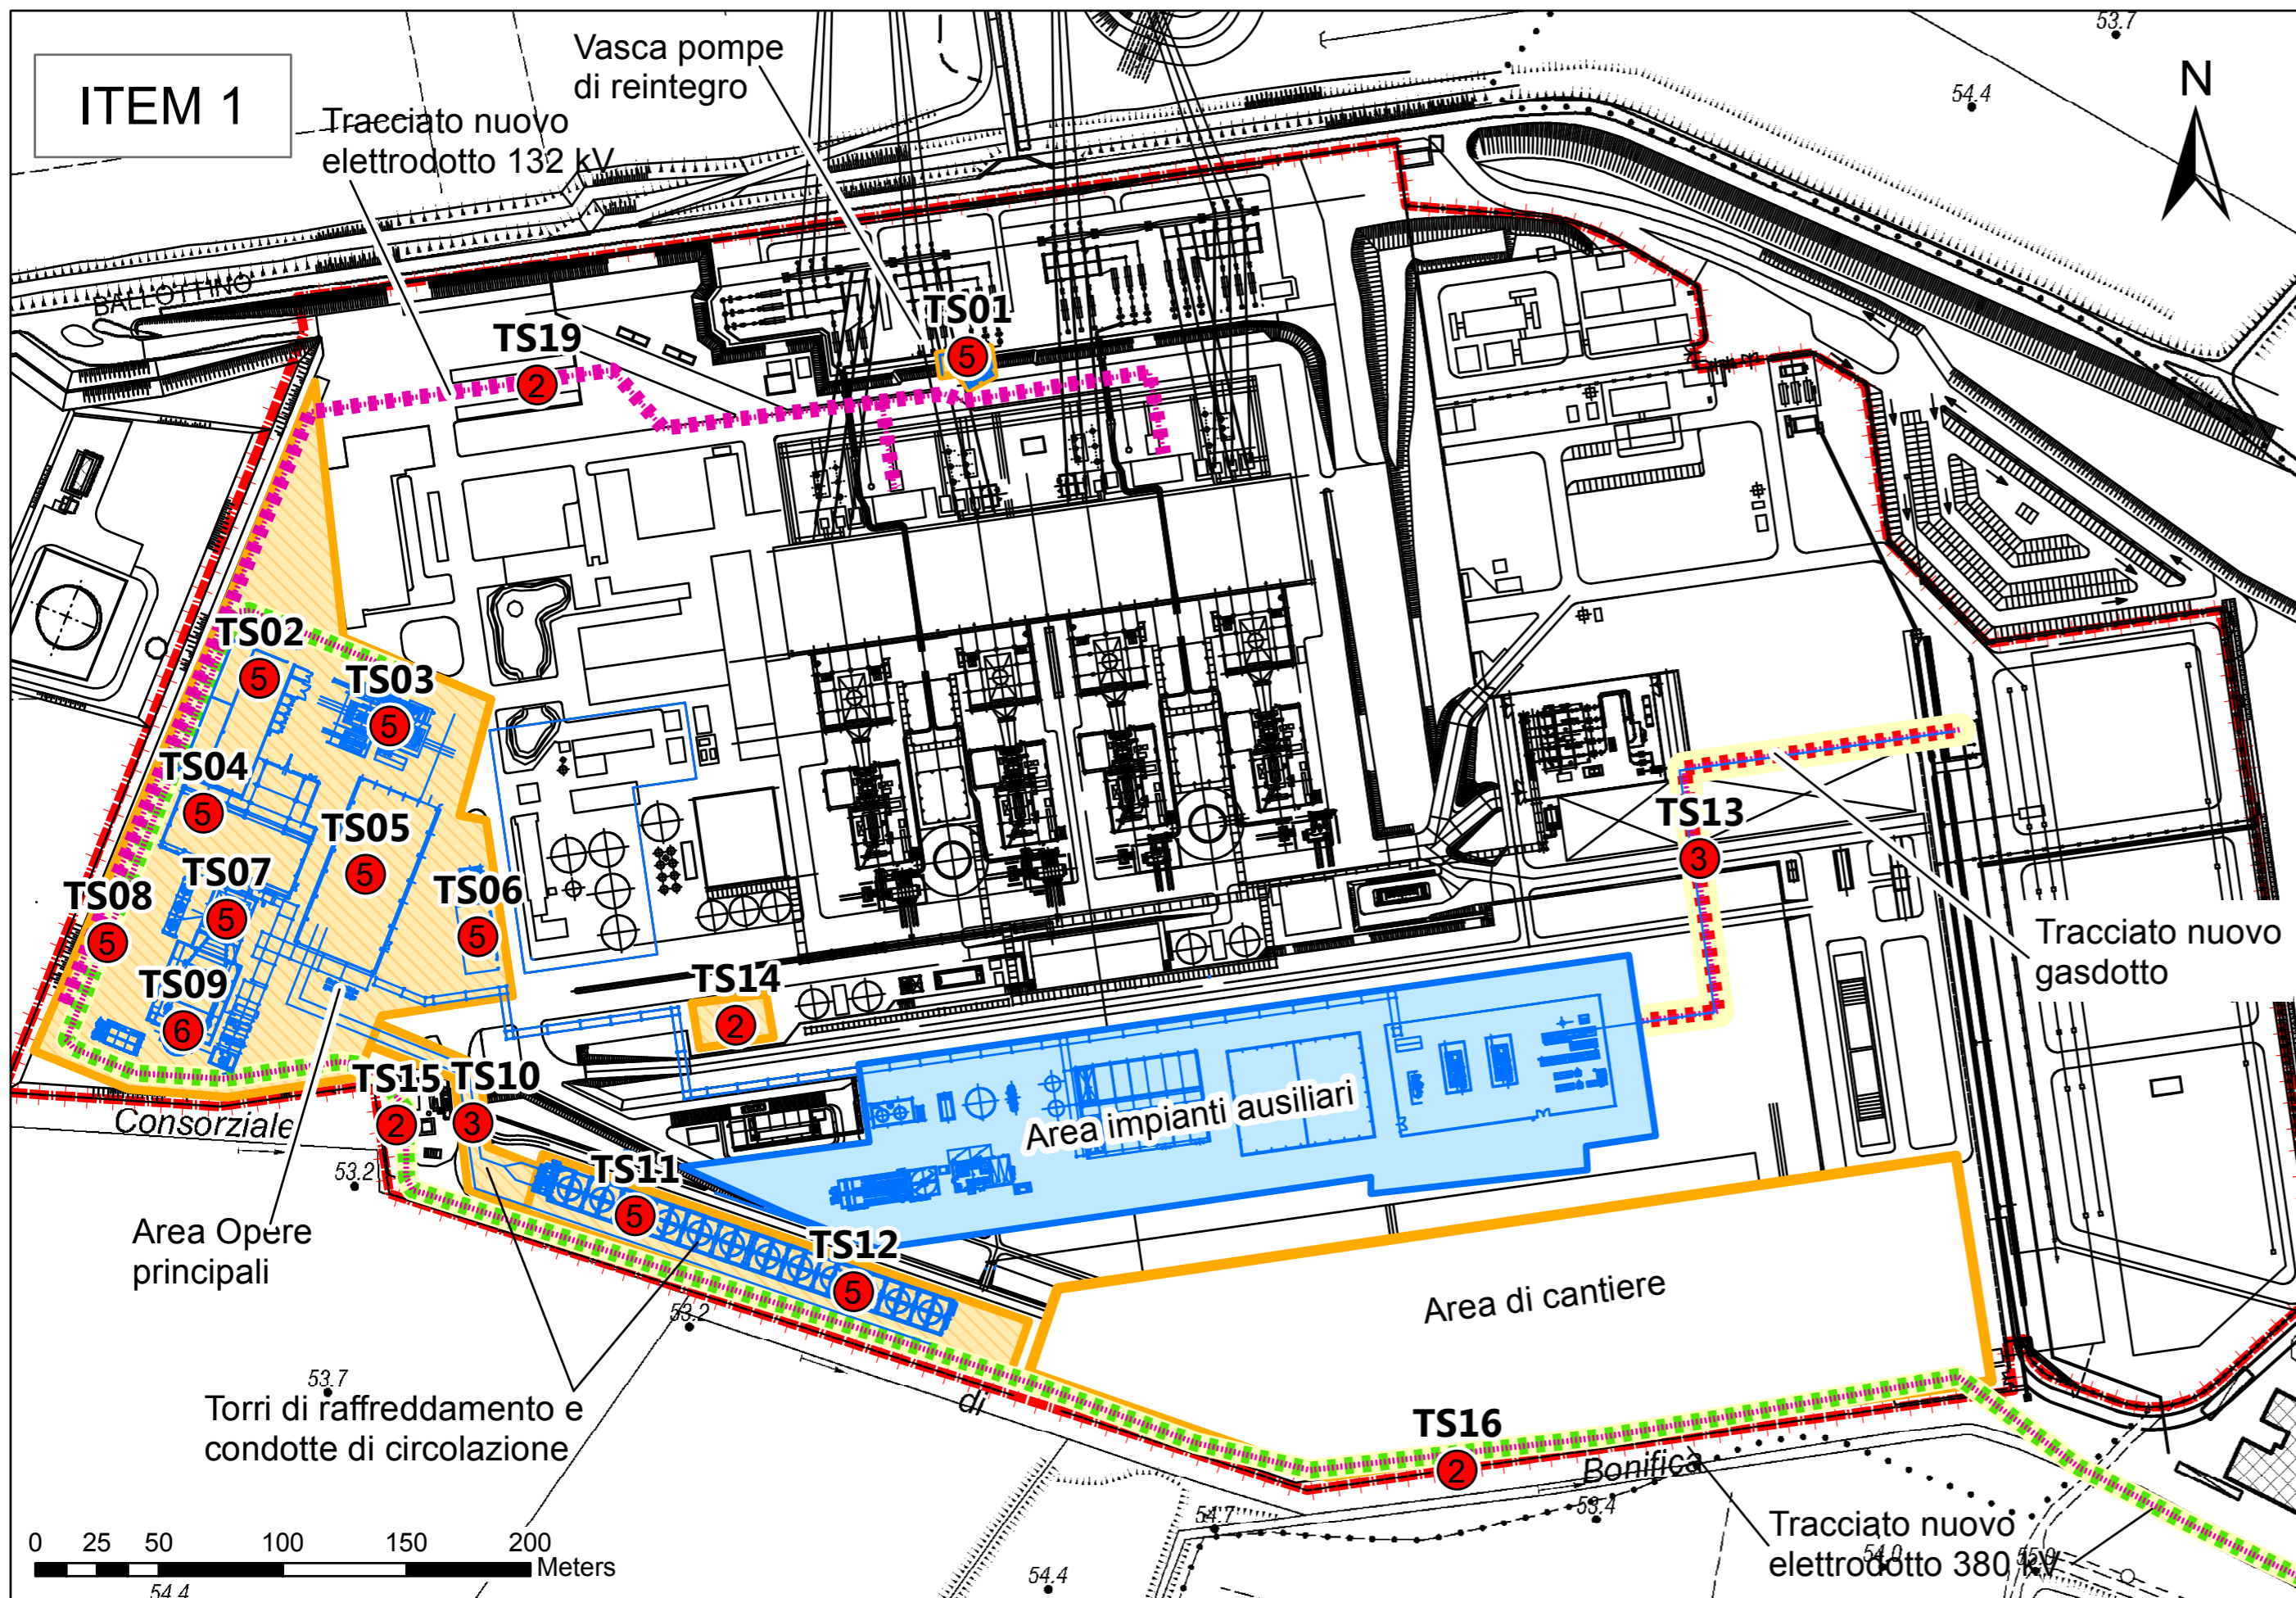 ITEM 1
Vasca pompe
di reintegro
Tracciato nuovo
elettrodotto 132 kV
53.7
54.4
N
BALLOTTINO
TS01
5
TS19
2
TS02
5
TS03
5
TS04
5
TS05
5
TS06
5
TS07
5
TS08
5
TS09
6
TS13
3
Tracciato nuovo
gasdotto
TS14
2
TS15
2
TS10
3
Area impianti ausiliari
Consorziale
53.2
TS11
5
TS12
5
Area Opere
principali
53.2
Area di cantiere
53.7
Torri di raffreddamento e
condotte di circolazione
di
TS16
2
Bonifica
53.4
54.7
Tracciato nuovo
elettrodotto 380 kV
54.0
0 25 50 100 150 200
Meters
54.4
54.4